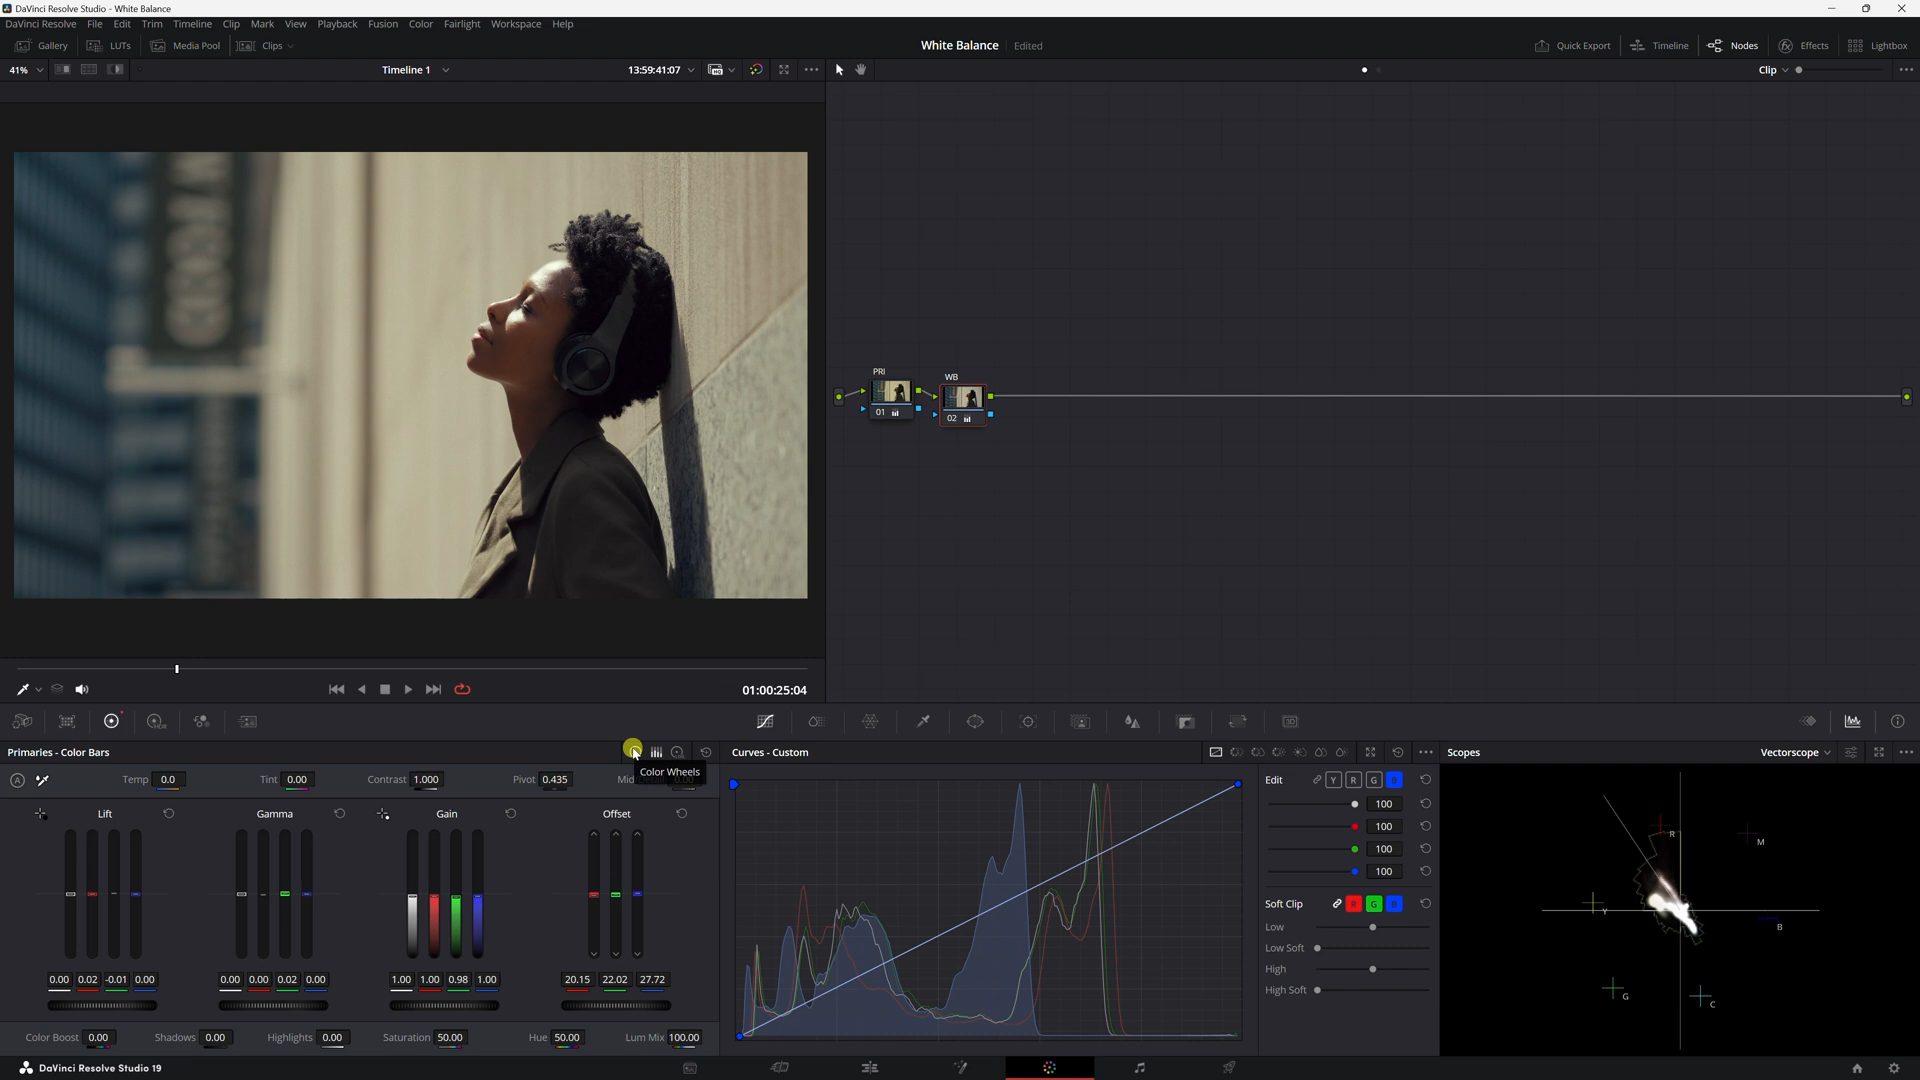 DaVinci Resolve Studio - White Balance
DaVinci Resolve File Edit Trim Timeline Clip Mark View Playback Fusion Color Fairlight Workspace Help
Gallery LUTs Media Pool Clips White Balance Edited Quick Export Timeline Nodes Effects Lightbox
41% Timeline 1 13:59:41:07 Clip
PRI
WB
01
02
01:00:25:04
HDR
3D
Primaries - Color Bars
Color Wheels
A Temp 0.0 Tint 0.00 Contrast 1.000 Pivot 0.435 Mid
Lift Gamma Gain Offset
0.00 0.02 -0.01 0.00 0.00 0.00 0.02 0.00 1.00 1.00 0.98 1.00 20.15 22.02 27.72
Color Boost 0.00 Shadows 0.00 Highlights 0.00 Saturation 50.00 Hue 50.00 Lum Mix 100.00
Curves - Custom
Edit Y R G B
100
100
100
100
Soft Clip R G B
Low
Low Soft
High
High Soft
Scopes Vectorscope
R
M
Y
B
G
C
DaVinci Resolve Studio 19